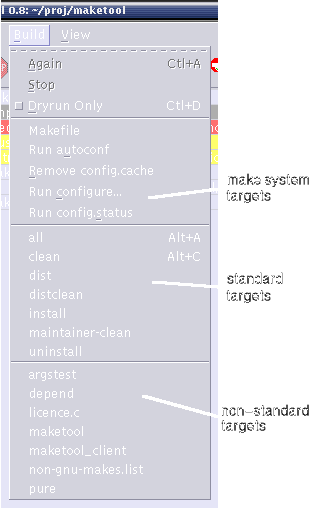 l 0.8: ~/proj/maketool
Build View
Again Ctl+A
Stop
Dryrun Only Ctl+D
Makefile
Run autoconf
Remove config.cache
Run configure...
Run config.status
make system
targets
all Alt+A
clean Alt+C
dist
distclean
install
maintainer-clean
uninstall
standard
targets
argstest
depend
licence.c
maketool
maketool_client
non-gnu-makes.list
pure
non-standard
targets